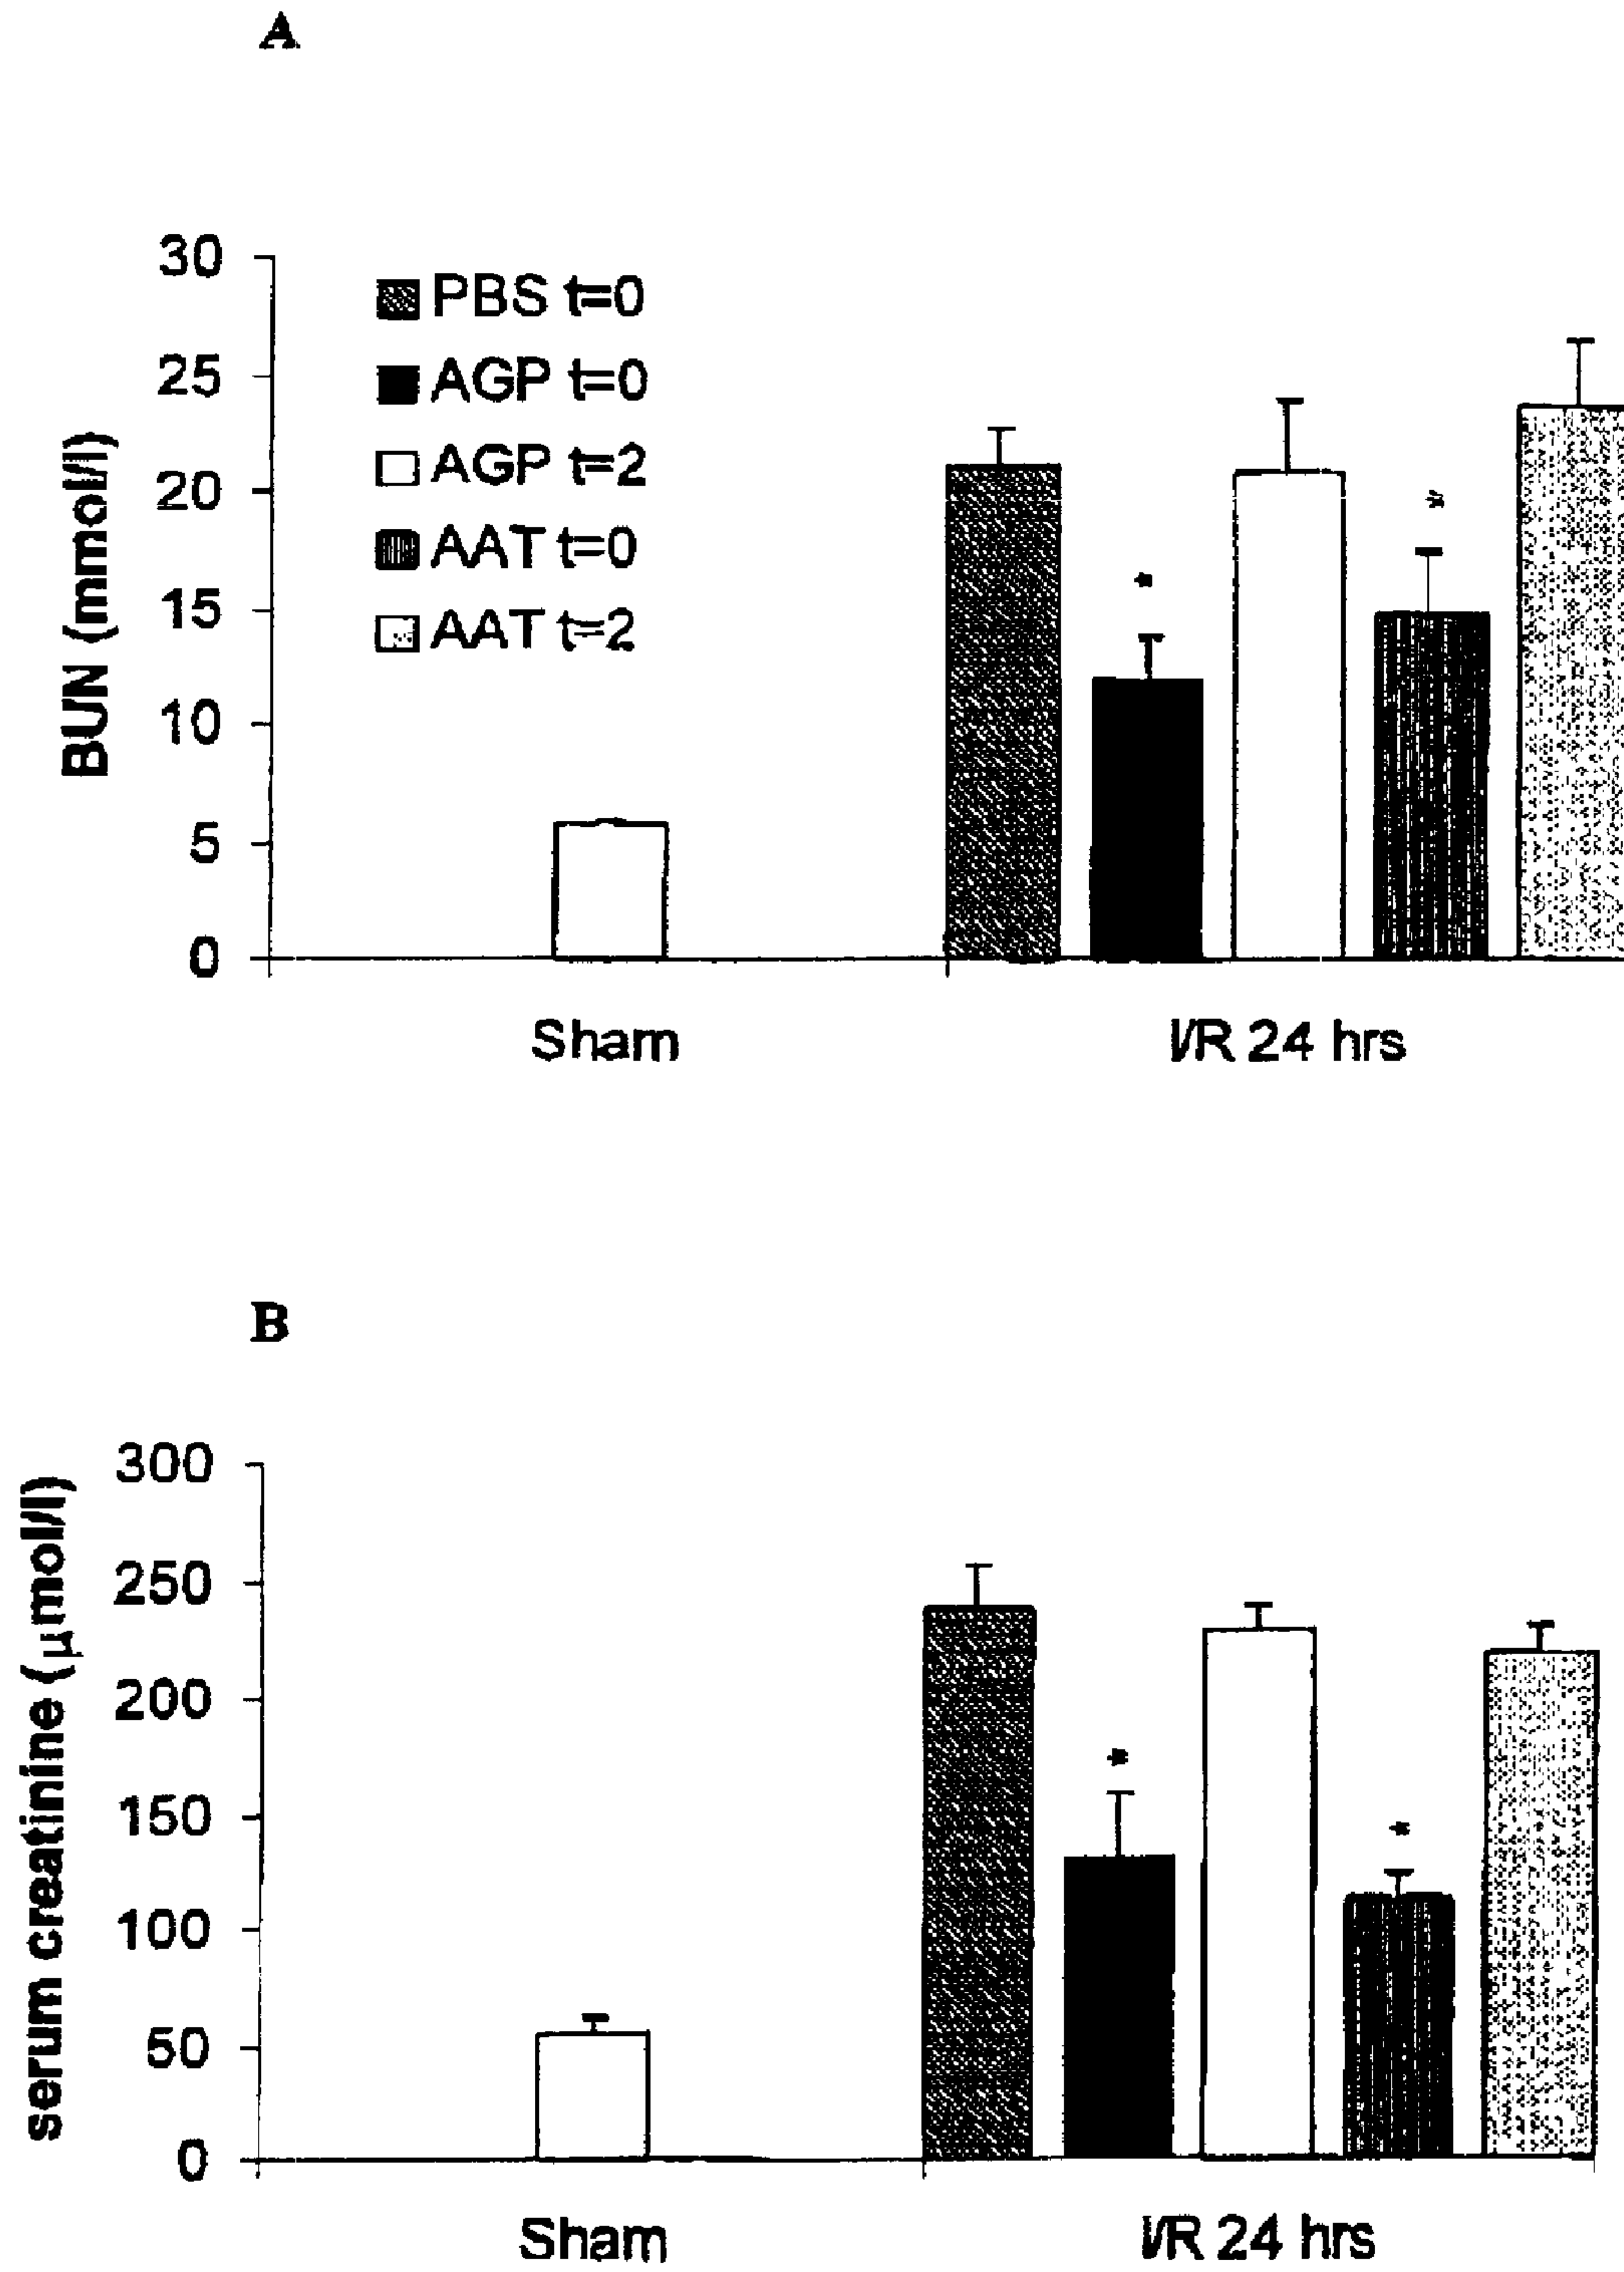 A
30
25
20
15
10
5
0
BUN (mmol/l)
PBS t=0
AGP t=0
AGP t=2
AAT t=0
AAT t=2
*
*
Sham
I/R 24 hrs
B
300
250
200
150
100
50
0
serum creatinine (μmol/l)
*
*
Sham
I/R 24 hrs